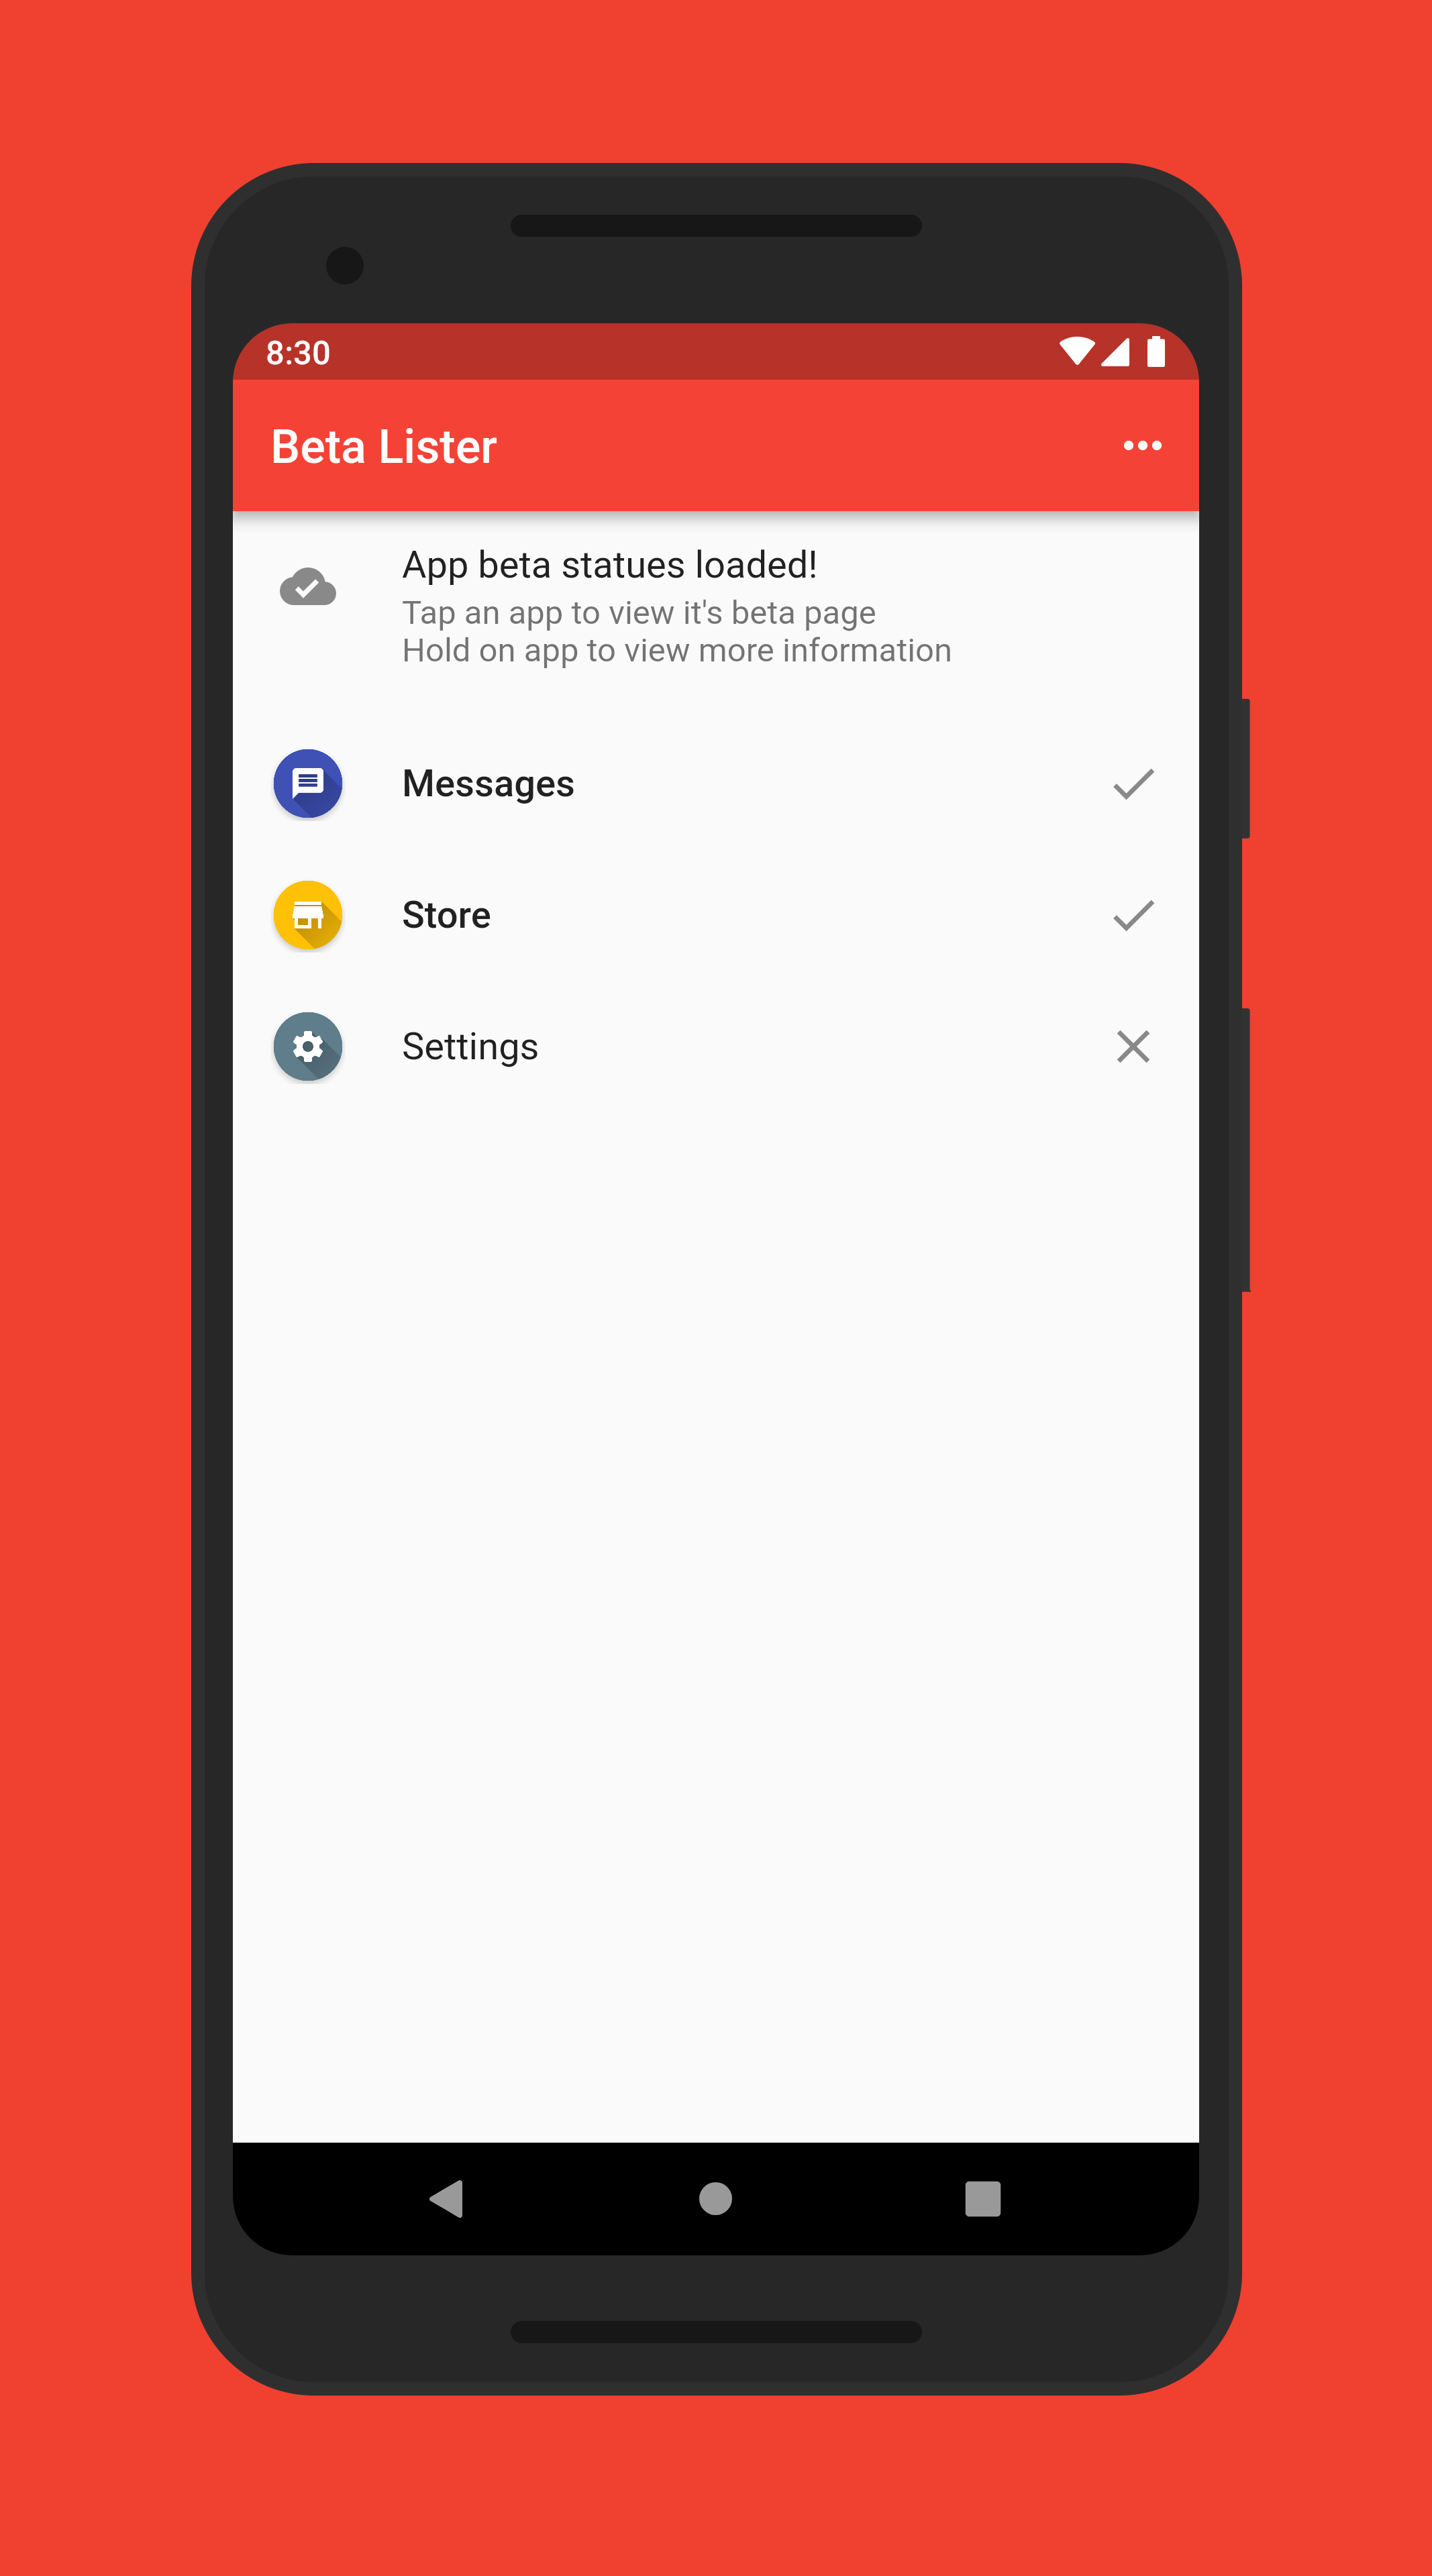 8:30
Beta Lister
App beta statues loaded!
Tap an app to view it's beta page
Hold on app to view more information
Messages
Store
Settings